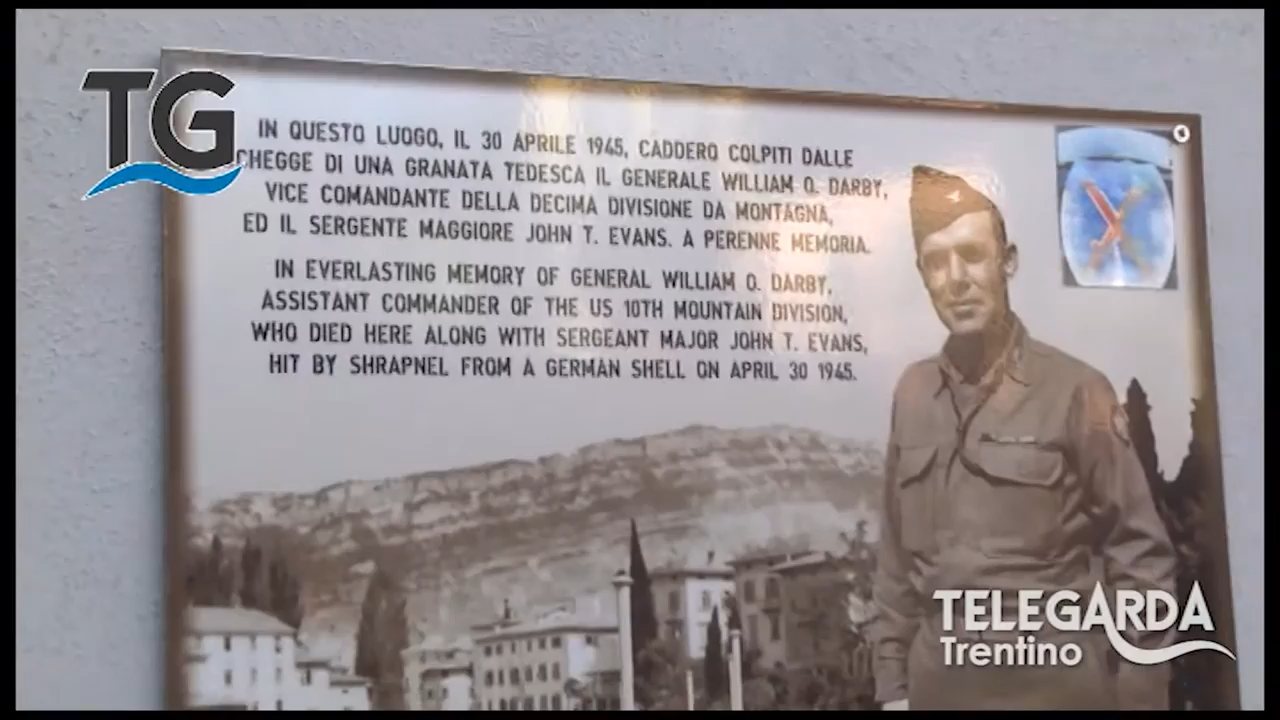 TG
IN QUESTO LUOGO, IL 30 APRILE 1945, CADDERO COLPITI DALLE
CHEGGE DI UNA GRANATA TEDESCA IL GENERALE WILLIAM O. DARBY,
VICE COMANDANTE DELLA DECIMA DIVISIONE DA MONTAGNA,
ED IL SERGENTE MAGGIORE JOHN T. EVANS. A PERENNE MEMORIA.
IN EVERLASTING MEMORY OF GENERAL WILLIAM O. DARBY,
ASSISTANT COMMANDER OF THE US 10TH MOUNTAIN DIVISION,
WHO DIED HERE ALONG WITH SERGEANT MAJOR JOHN T. EVANS,
HIT BY SHRAPNEL FROM A GERMAN SHELL ON APRIL 30 1945.
TELEGARDA
Trentino